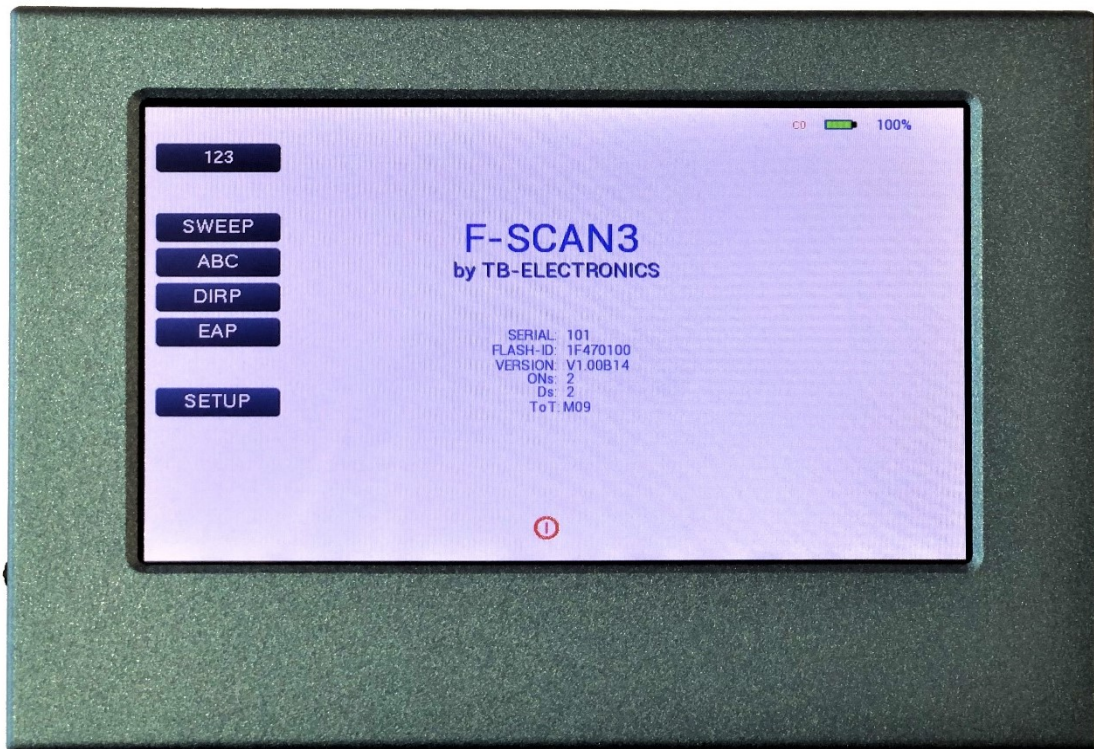 C0 100%
123
SWEEP
ABC
DIRP
EAP
SETUP
F-SCAN3
by TB-ELECTRONICS
SERIAL: 101
FLASH-ID: 1F470100
VERSION: V1.00B14
ONs: 2
Ds: 2
ToT: M09